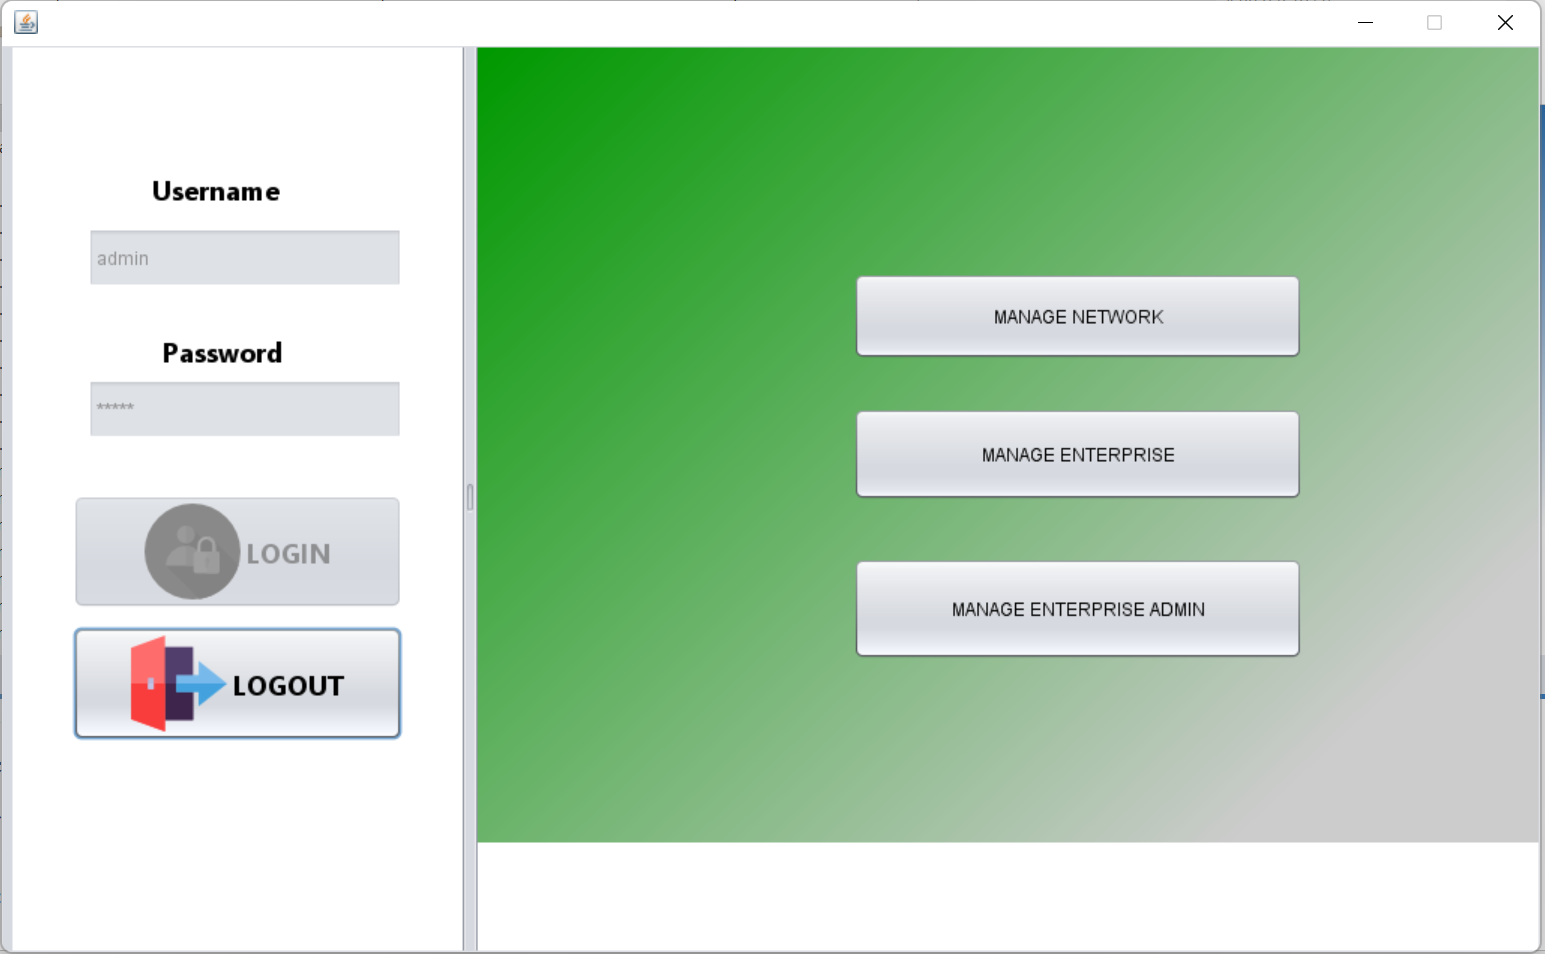 Username
admin
Password
*****
LOGIN
LOGOUT
MANAGE NETWORK
MANAGE ENTERPRISE
MANAGE ENTERPRISE ADMIN